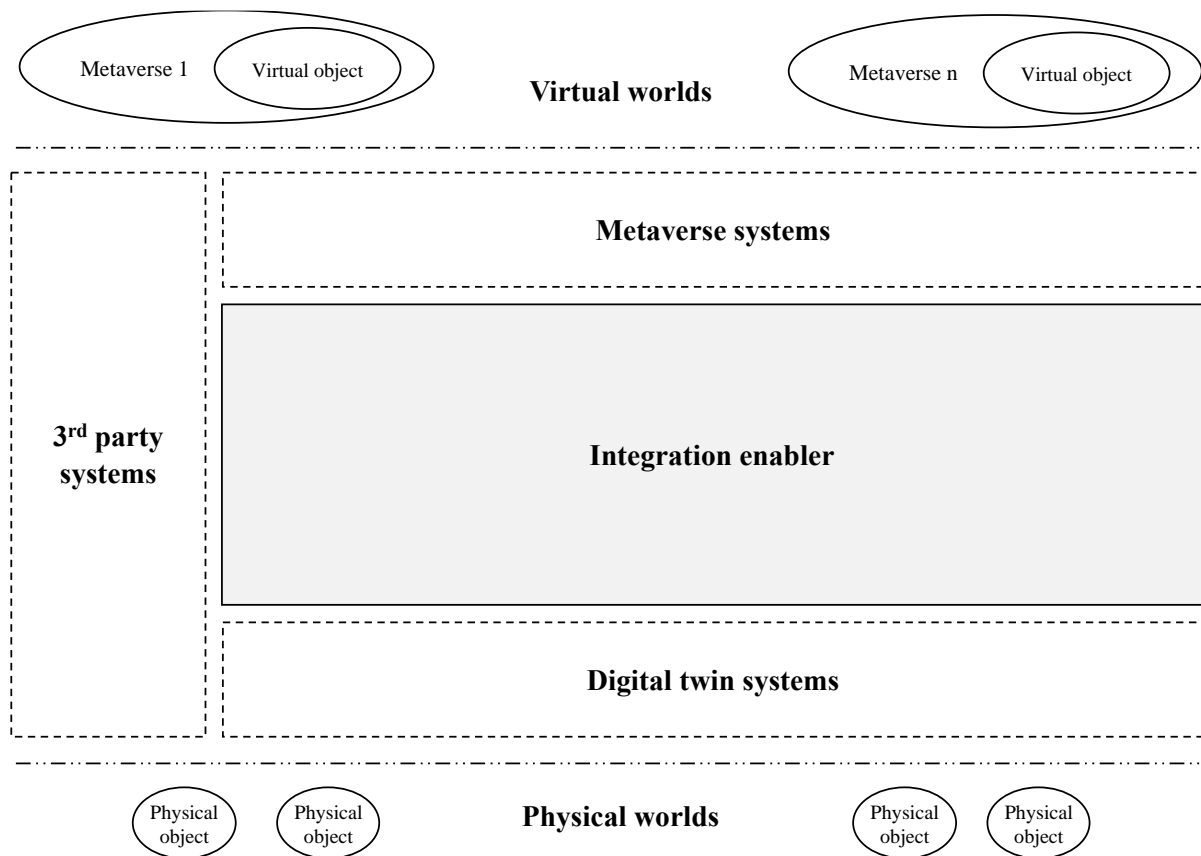 Metaverse 1
Virtual object
Virtual worlds
Metaverse n
Virtual object
Metaverse systems
3rd party
systems
Integration enabler
Digital twin systems
Physical
object
Physical
object
Physical worlds
Physical
object
Physical
object